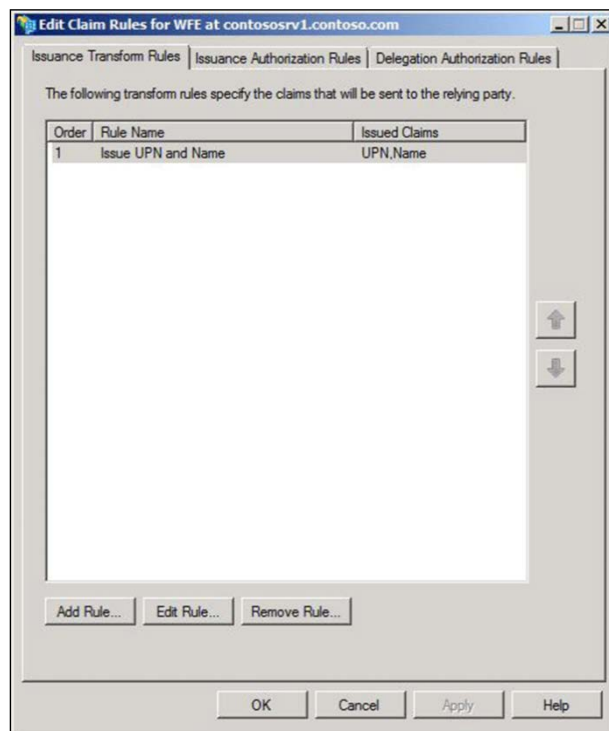 Edit Claim Rules for WFE at contososrv1.contoso.com
Issuance Transform Rules Issuance Authorization Rules Delegation Authorization Rules
The following transform rules specify the claims that will be sent to the relying party.
Order Rule Name Issued Claims
1 Issue UPN and Name UPN,Name
Add Rule... Edit Rule... Remove Rule...
OK Cancel Apply Help